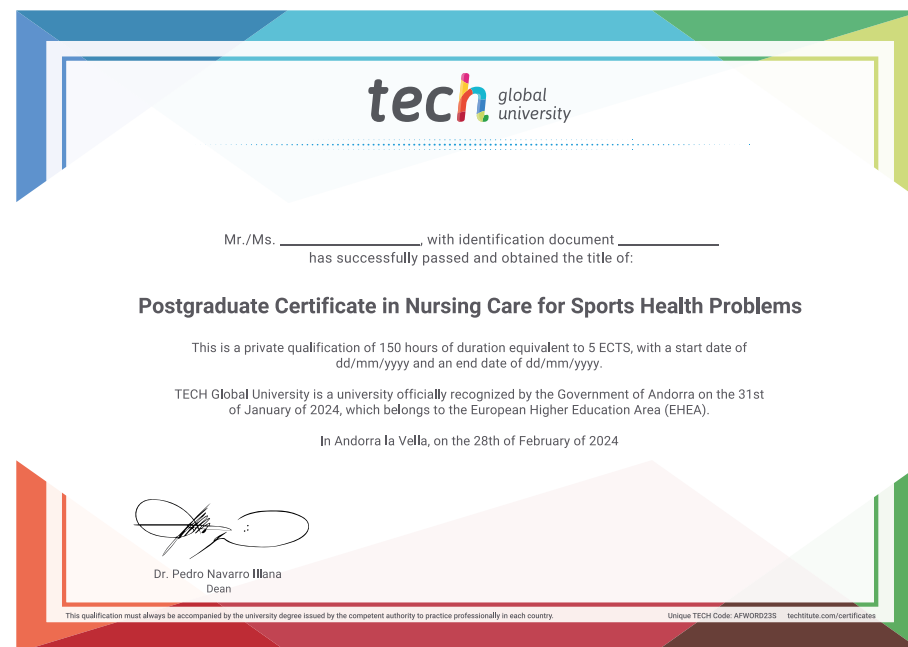 tech global university
Mr./Ms. ____________________, with identification document ______________
has successfully passed and obtained the title of:
Postgraduate Certificate in Nursing Care for Sports Health Problems
This is a private qualification of 150 hours of duration equivalent to 5 ECTS, with a start date of
dd/mm/yyyy and an end date of dd/mm/yyyy.
TECH Global University is a university officially recognized by the Government of Andorra on the 31st
of January of 2024, which belongs to the European Higher Education Area (EHEA).
In Andorra la Vella, on the 28th of February of 2024
Dr. Pedro Navarro Illana
Dean
This qualification must always be accompanied by the university degree issued by the competent authority to practice professionally in each country. Unique TECH Code: AFWORD23S techtitute.com/certificates